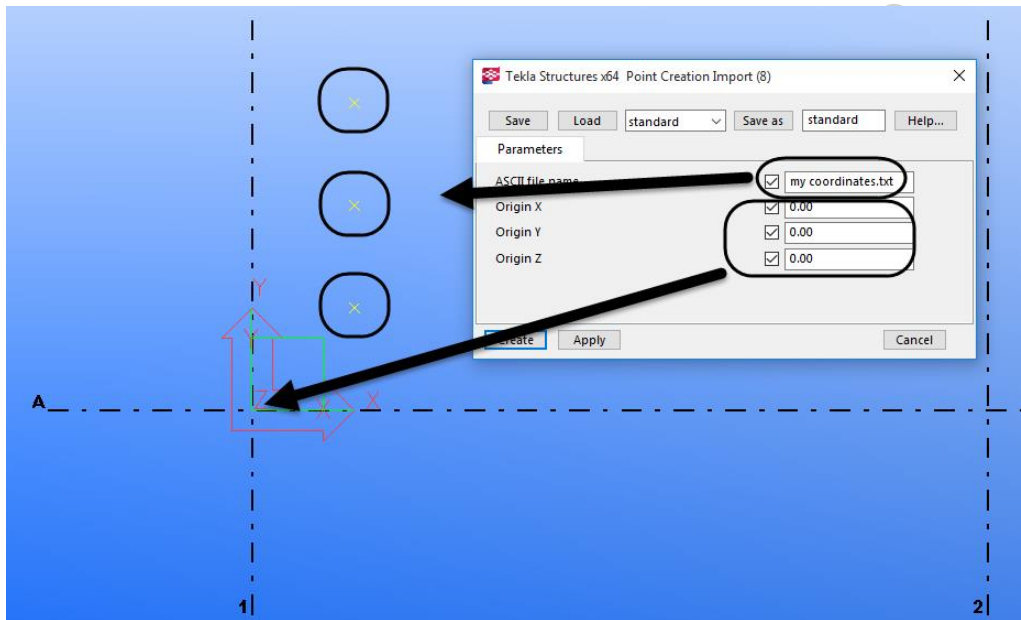 Tekla Structures x64 Point Creation Import (8)
Save Load standard Save as standard Help...
Parameters
ASCII file name my coordinates.txt
Origin X 0.00
Origin Y 0.00
Origin Z 0.00
Create Apply Cancel
Y
Y
Z X X
A
1 2